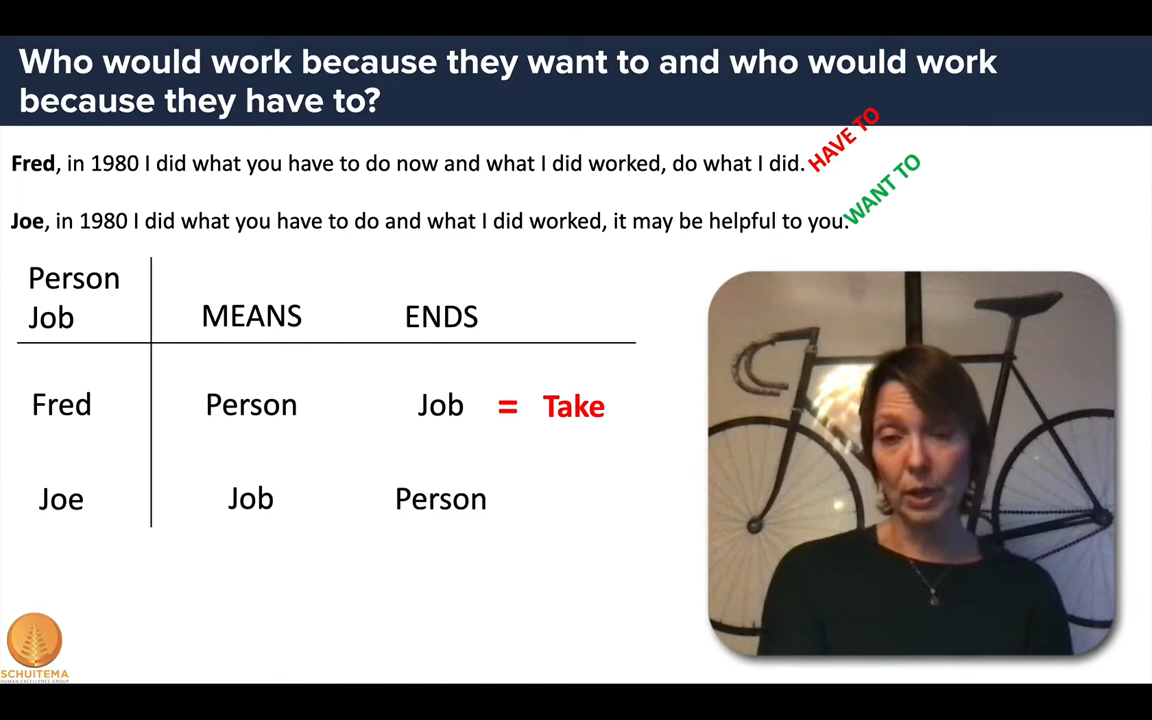 Who would work because they want to and who would work
because they have to?
Fred, in 1980 I did what you have to do now and what I did worked, do what I did. HAVE TO
Joe, in 1980 I did what you have to do and what I did worked, it may be helpful to you. WANT TO
Person
Job MEANS ENDS
Fred Person Job = Take
Joe Job Person
SCHUITEMA
HUMAN EXCELLENCE GROUP